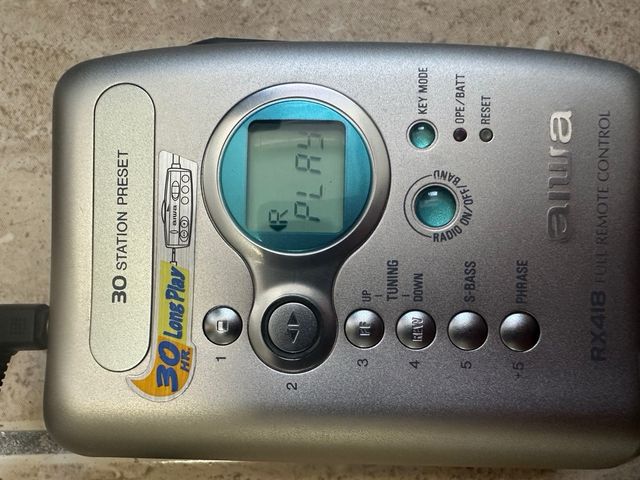 30 STATION PRESET
aiwa
30 Long Play
HR.
R
PLAY
1
2
F F
3
UP
TUNING
DOWN
REW
4
S-BASS
5
PHRASE
+5
RADIO ON/OFF/BAND
KEY MODE
OPE/BATT
RESET
aiwa
RX418 FULL REMOTE CONTROL